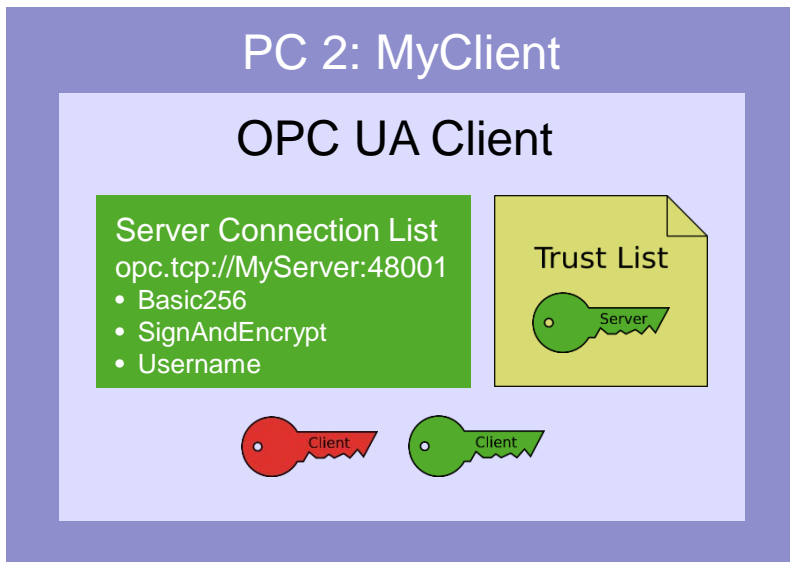 PC 2: MyClient
OPC UA Client
Server Connection List
opc.tcp://MyServer:48001
• Basic256
• SignAndEncrypt
• Username
Trust List
Server
Client
Client